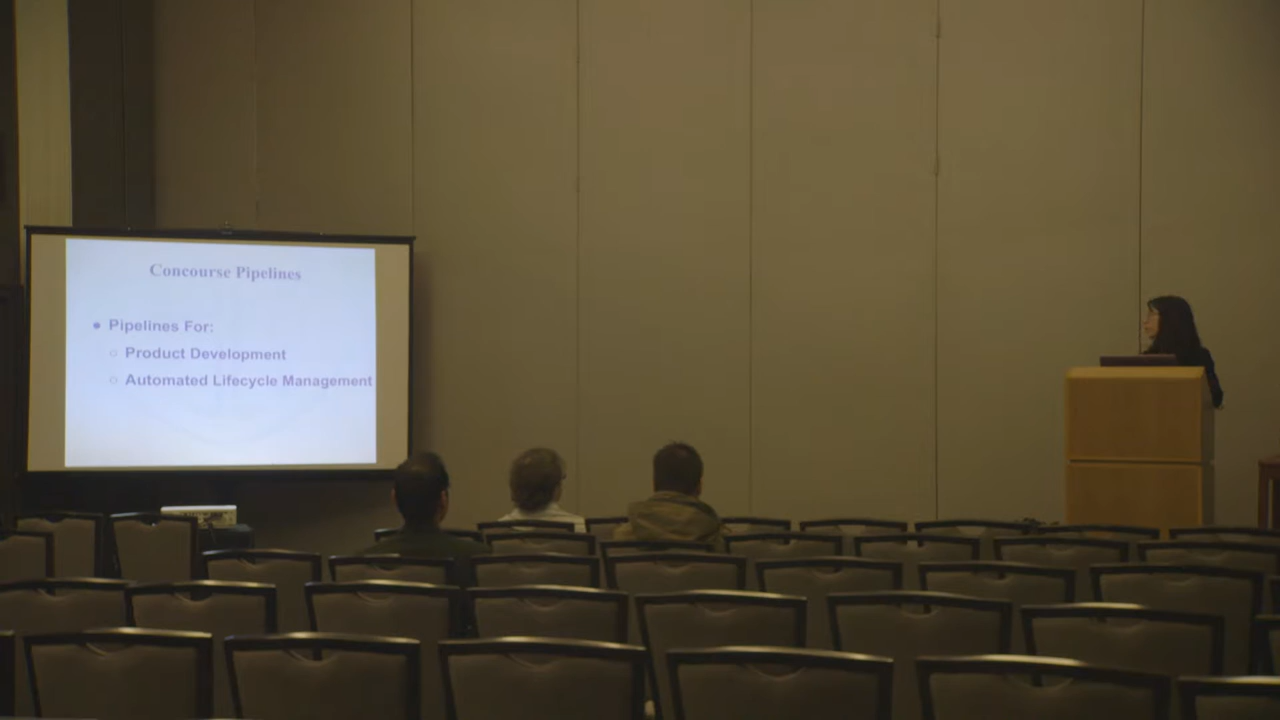 Concourse Pipelines
● Pipelines For:
○ Product Development
○ Automated Lifecycle Management